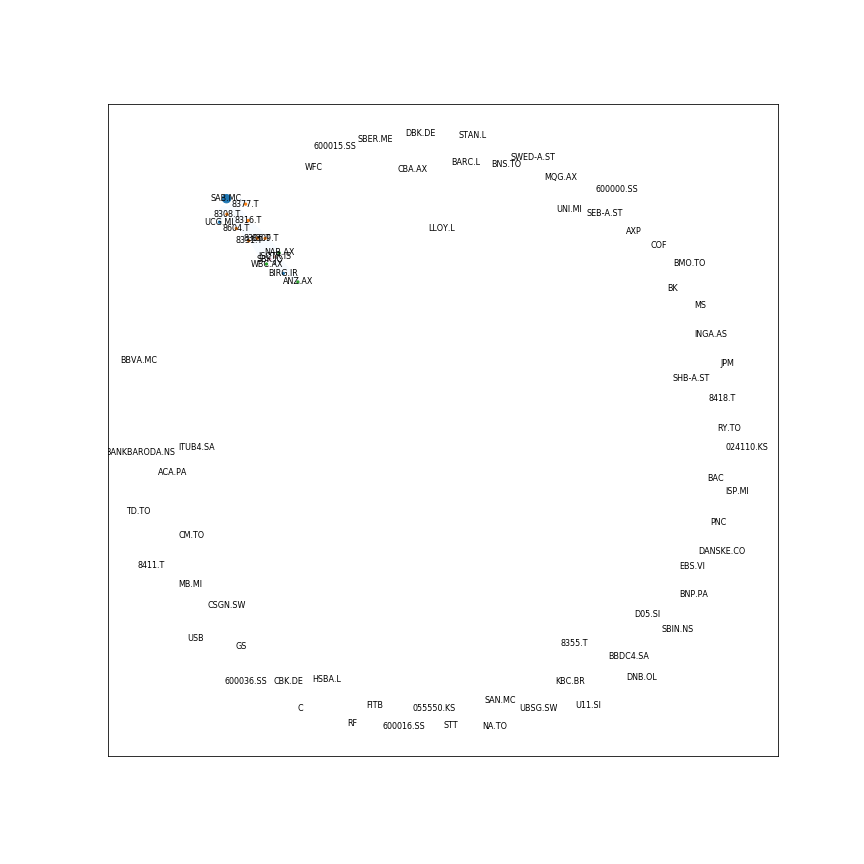 DBK.DE
STAN.L
SBER.ME
600015.SS
SWED-A.ST
BARC.L
BNS.TO
WFC
CBA.AX
MQG.AX
600000.SS
SAB.MC
8377.T
UNI.MI
SEB-A.ST
8308.T
8316.T
UCG.MI
8604.T
LLOY.L
AXP
8331.T
COF
NAB.AX
WBC.AX
BMO.TO
BIRG.IR
ANZ.AX
BK
MS
INGA.AS
BBVA.MC
JPM
SHB-A.ST
8418.T
RY.TO
ITUB4.SA
024110.KS
BANKBARODA.NS
ACA.PA
BAC
ISP.MI
TD.TO
PNC
CM.TO
DANSKE.CO
8411.T
EBS.VI
MB.MI
BNP.PA
CSGN.SW
D05.SI
SBIN.NS
USB
GS
8355.T
BBDC4.SA
DNB.OL
600036.SS
CBK.DE
HSBA.L
KBC.BR
SAN.MC
C
FITB
055550.KS
UBSG.SW
U11.SI
RF
600016.SS
STT
NA.TO